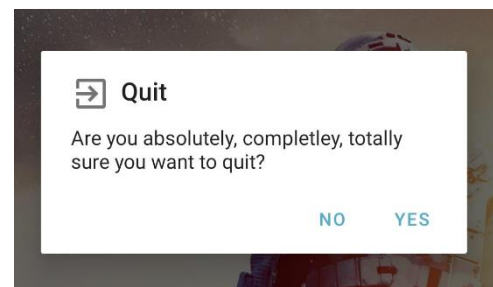 Quit
Are you absolutely, completley, totally
sure you want to quit?
NO YES